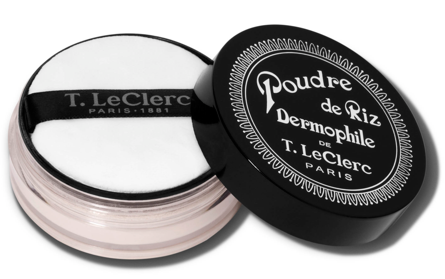 T. LeClerc
PARIS · 1881
Poudre
de Riz
Dermophile
DE
T. LeClerc
PARIS